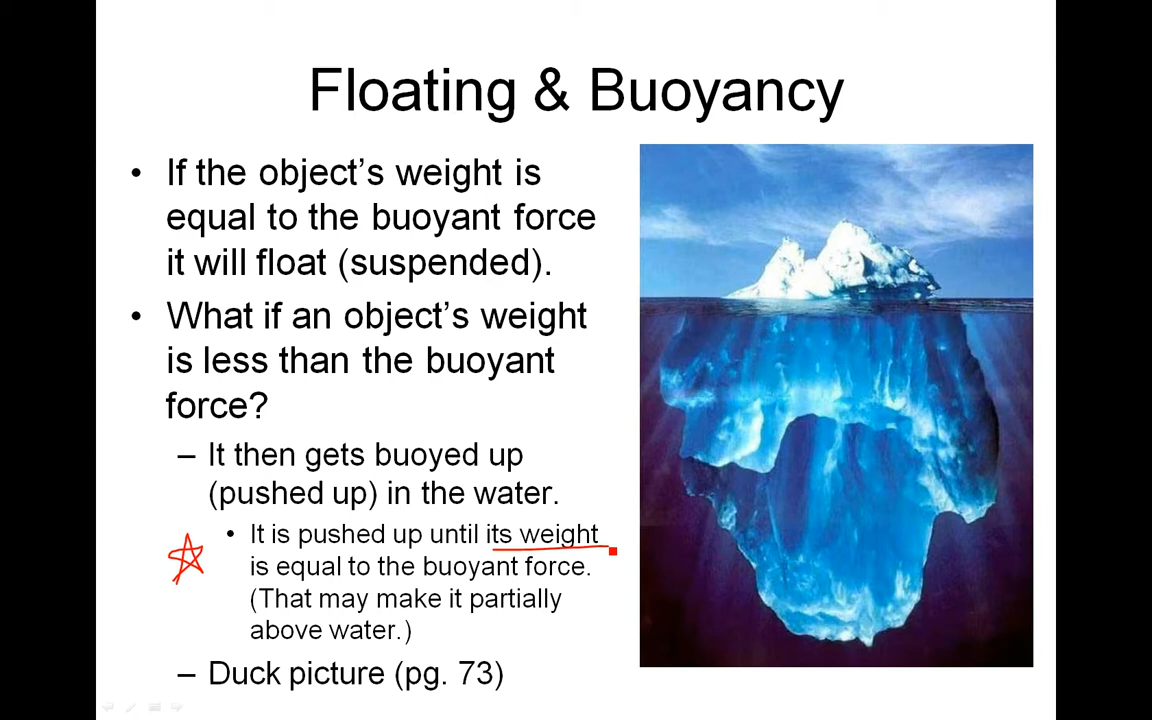 Floating & Buoyancy
• If the object’s weight is
equal to the buoyant force
it will float (suspended).
• What if an object’s weight
is less than the buoyant
force?
– It then gets buoyed up
(pushed up) in the water.
• It is pushed up until its weight
is equal to the buoyant force.
(That may make it partially
above water.)
– Duck picture (pg. 73)